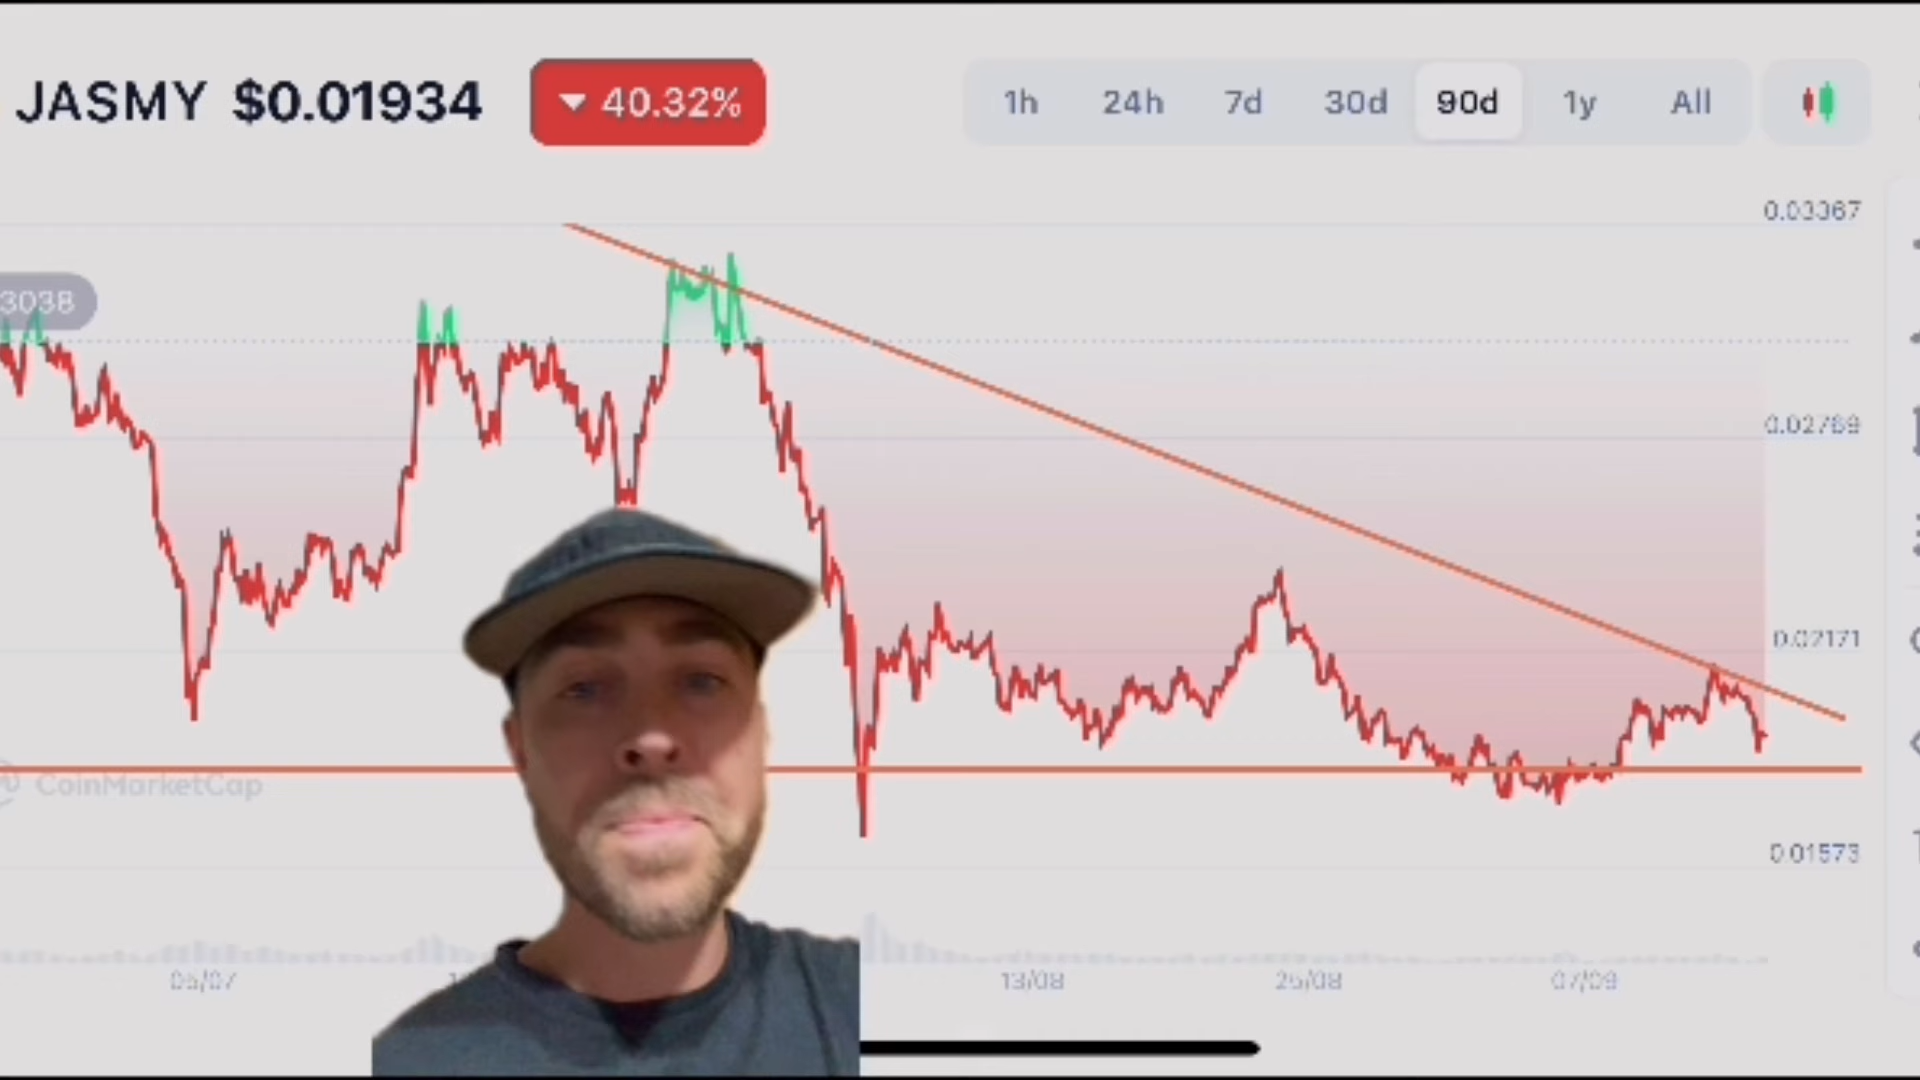 JASMY $0.01934 40.32% 1h 24h 7d 30d 90d 1y All
0.03367
3038
0.02769
0.02171
CoinMarketCap
0.01573
05/07 13/08 25/08 07/09